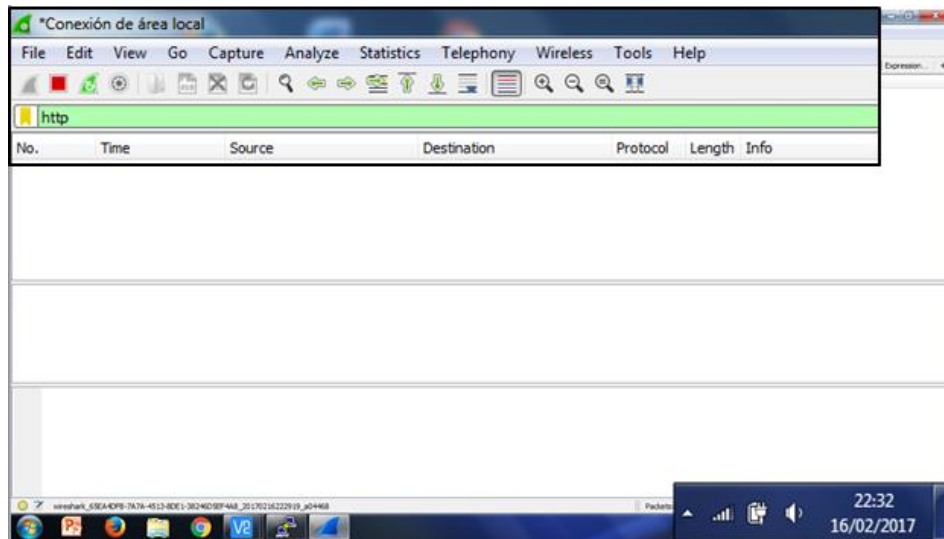 *Conexión de área local
File Edit View Go Capture Analyze Statistics Telephony Wireless Tools Help
Expression...
http
No. Time Source Destination Protocol Length Info
Packets
22:32
16/02/2017